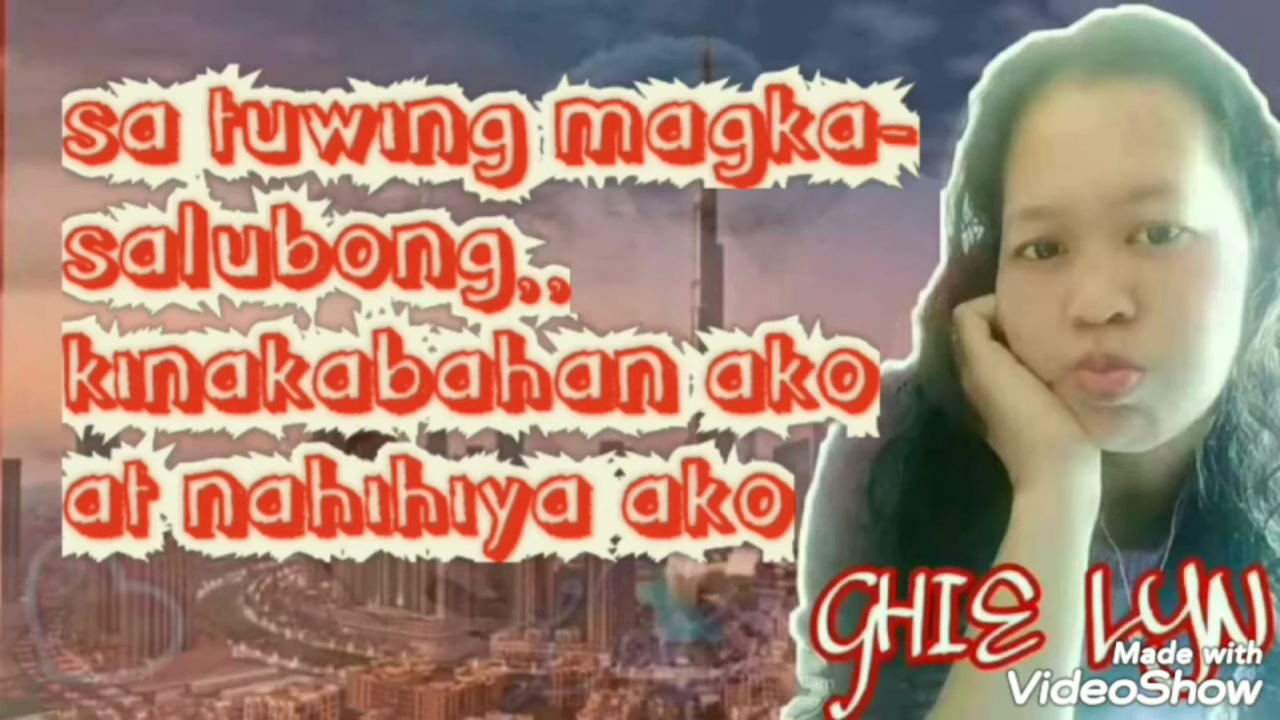 sa tuwing magka-
salubong,,
kinakabahan ako
at nahihiya ako
GHIE LYN
Made with
VideoShow